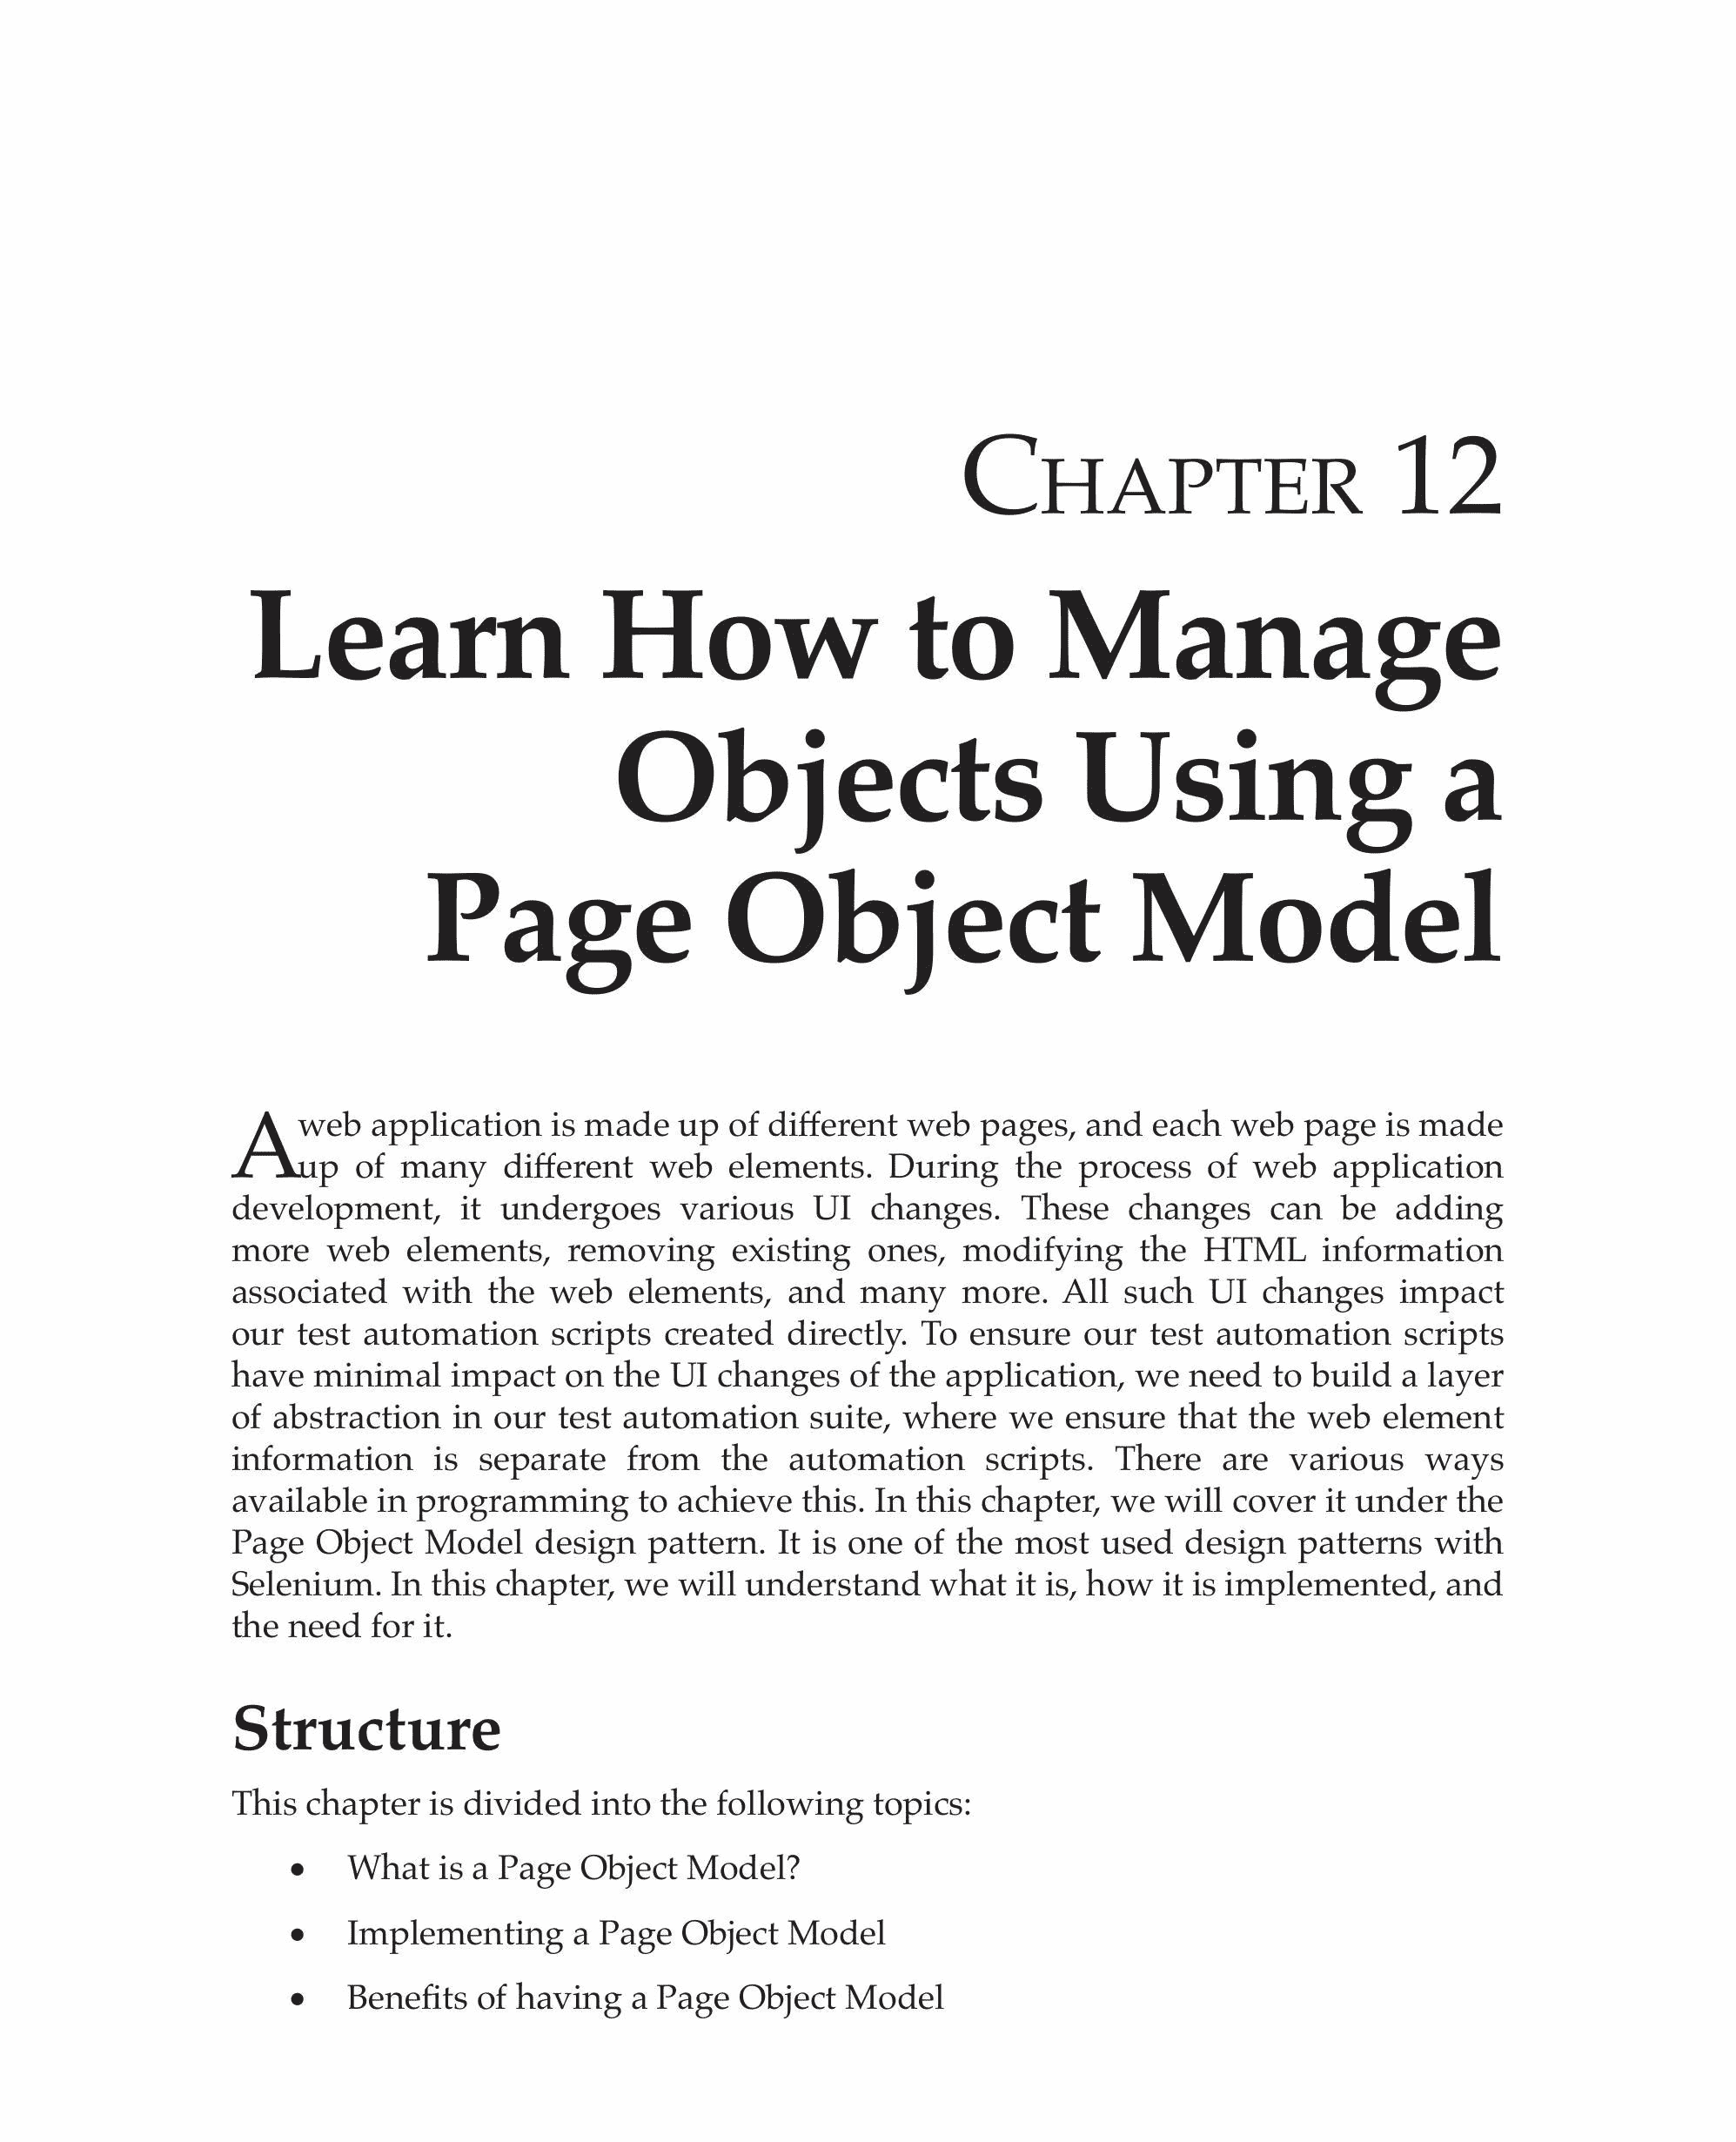 CHAPTER 12
Learn How to Manage
Objects Using a
Page Object Model
A web application is made up of different web pages, and each web page is made
up of many different web elements. During the process of web application
development, it undergoes various UI changes. These changes can be adding
more web elements, removing existing ones, modifying the HTML information
associated with the web elements, and many more. All such UI changes impact
our test automation scripts created directly. To ensure our test automation scripts
have minimal impact on the UI changes of the application, we need to build a layer
of abstraction in our test automation suite, where we ensure that the web element
information is separate from the automation scripts. There are various ways
available in programming to achieve this. In this chapter, we will cover it under the
Page Object Model design pattern. It is one of the most used design patterns with
Selenium. In this chapter, we will understand what it is, how it is implemented, and
the need for it.
Structure
This chapter is divided into the following topics:
• What is a Page Object Model?
• Implementing a Page Object Model
• Benefits of having a Page Object Model